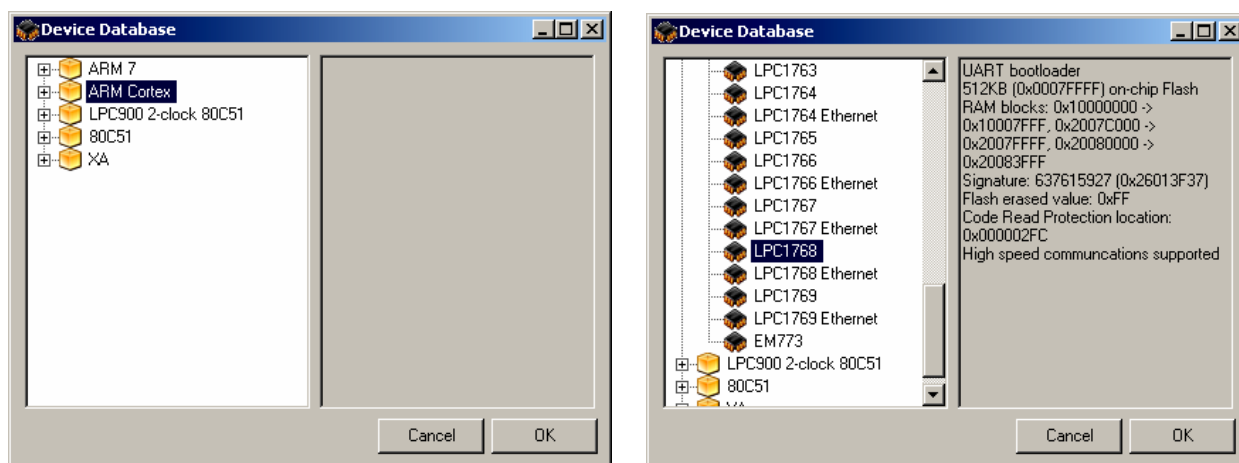 Device Database
ARM 7
ARM Cortex
LPC900 2-clock 80C51
80C51
XA
Cancel
OK
Device Database
LPC1763
LPC1764
LPC1764 Ethernet
LPC1765
LPC1766
LPC1766 Ethernet
LPC1767
LPC1767 Ethernet
LPC1768
LPC1768 Ethernet
LPC1769
LPC1769 Ethernet
EM773
LPC900 2-clock 80C51
80C51
XA
UART bootloader
512KB (0x0007FFFF) on-chip Flash
RAM blocks: 0x10000000 ->
0x10007FFF, 0x2007C000 ->
0x2007FFFF, 0x20080000 ->
0x20083FFF
Signature: 637615927 (0x26013F37)
Flash erased value: 0xFF
Code Read Protection location:
0x000002FC
High speed communcations supported
Cancel
OK